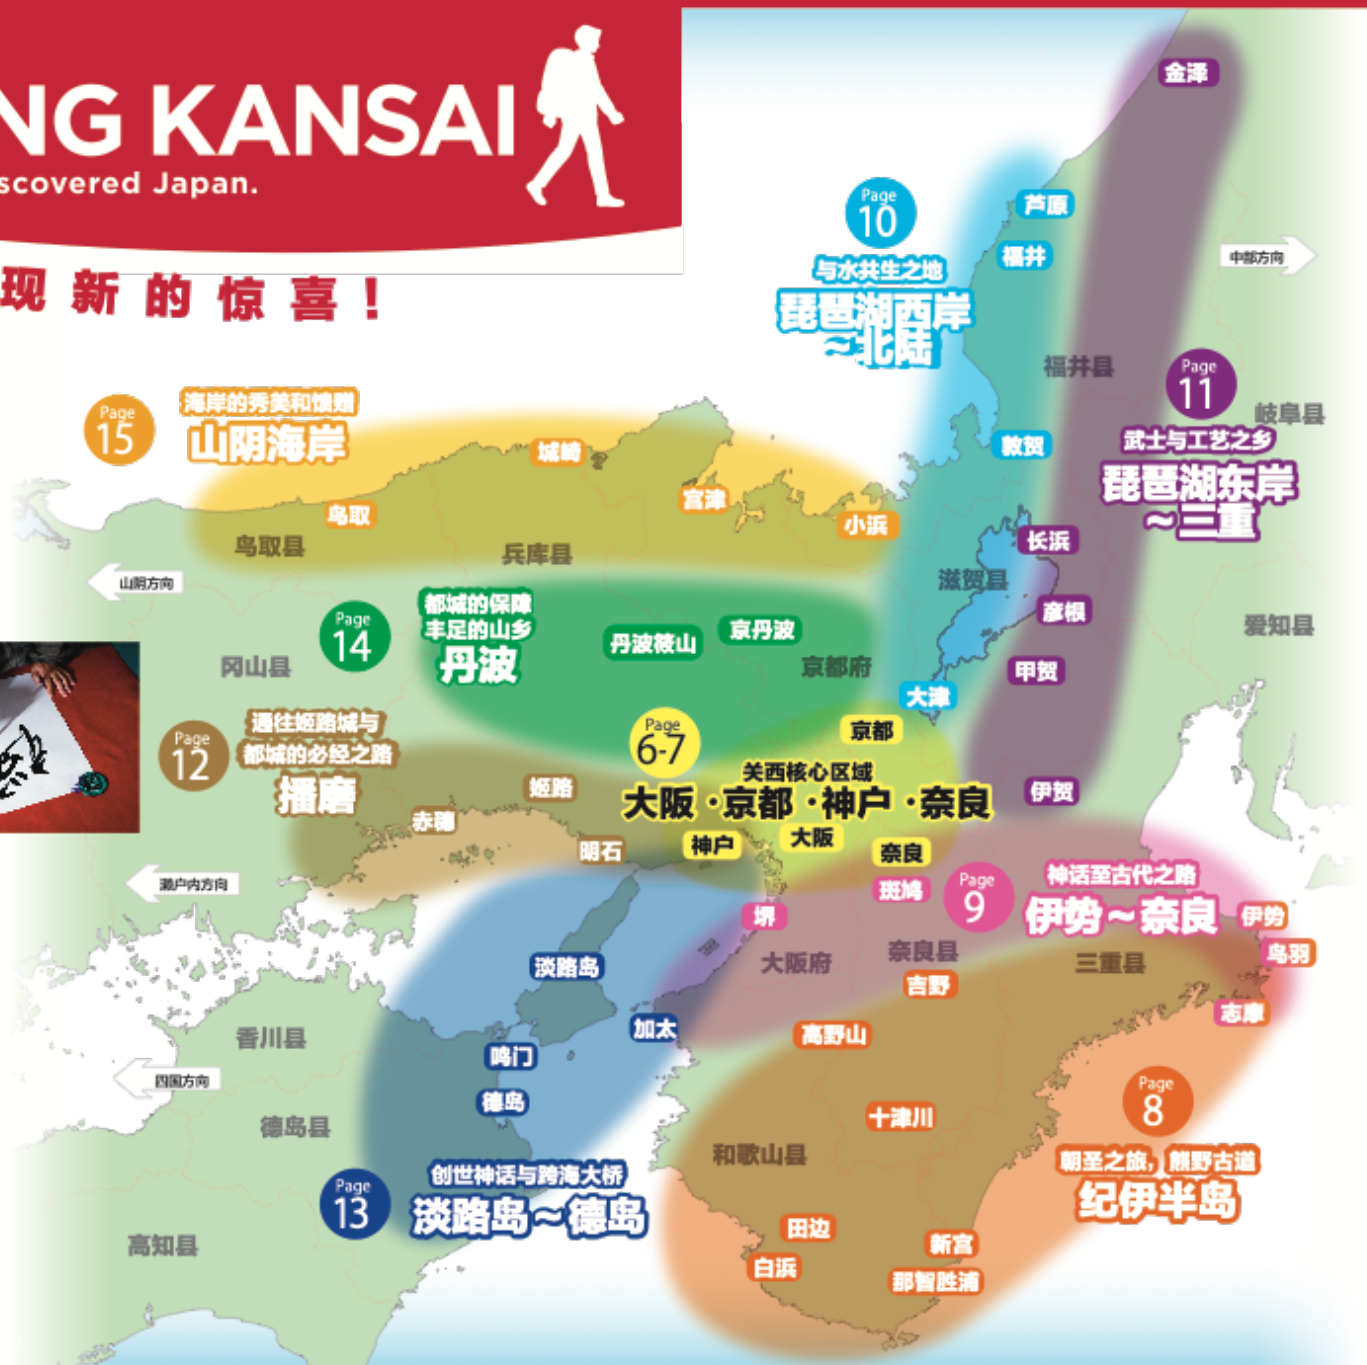 NG KANSAI
scovered Japan.
现新的惊喜！
金泽
Page
10
与水共生之地
琵琶湖西岸
～北陆
芦原
福井
中部方向
福井县
Page
11
武士与工艺之乡
琵琶湖东岸
～三重
岐阜县
Page
15
海岸的秀美和馈赠
山阴海岸
城崎
敦贺
鸟取
宫津
小浜
长浜
鸟取县
兵库县
滋贺县
山阴方向
Page
14
都城的保障
丰足的山乡
丹波
丹波筱山
京丹波
彦根
爱知县
冈山县
京都府
甲贺
大津
Page
12
通往姬路城与
都城的必经之路
播磨
Page
6-7
京都
关西核心区域
大阪・京都・神户・奈良
姬路
伊贺
赤穗
明石
神户
大阪
奈良
濑户内方向
斑鸠
Page
9
神话至古代之路
伊势～奈良
伊势
堺
鸟羽
淡路岛
大阪府
奈良县
三重县
吉野
志摩
香川县
加太
高野山
鸣门
四国方向
德岛
Page
8
德岛县
十津川
和歌山县
朝圣之旅，熊野古道
纪伊半岛
Page
13
创世神话与跨海大桥
淡路岛～德岛
高知县
田边
新宫
白浜
那智胜浦